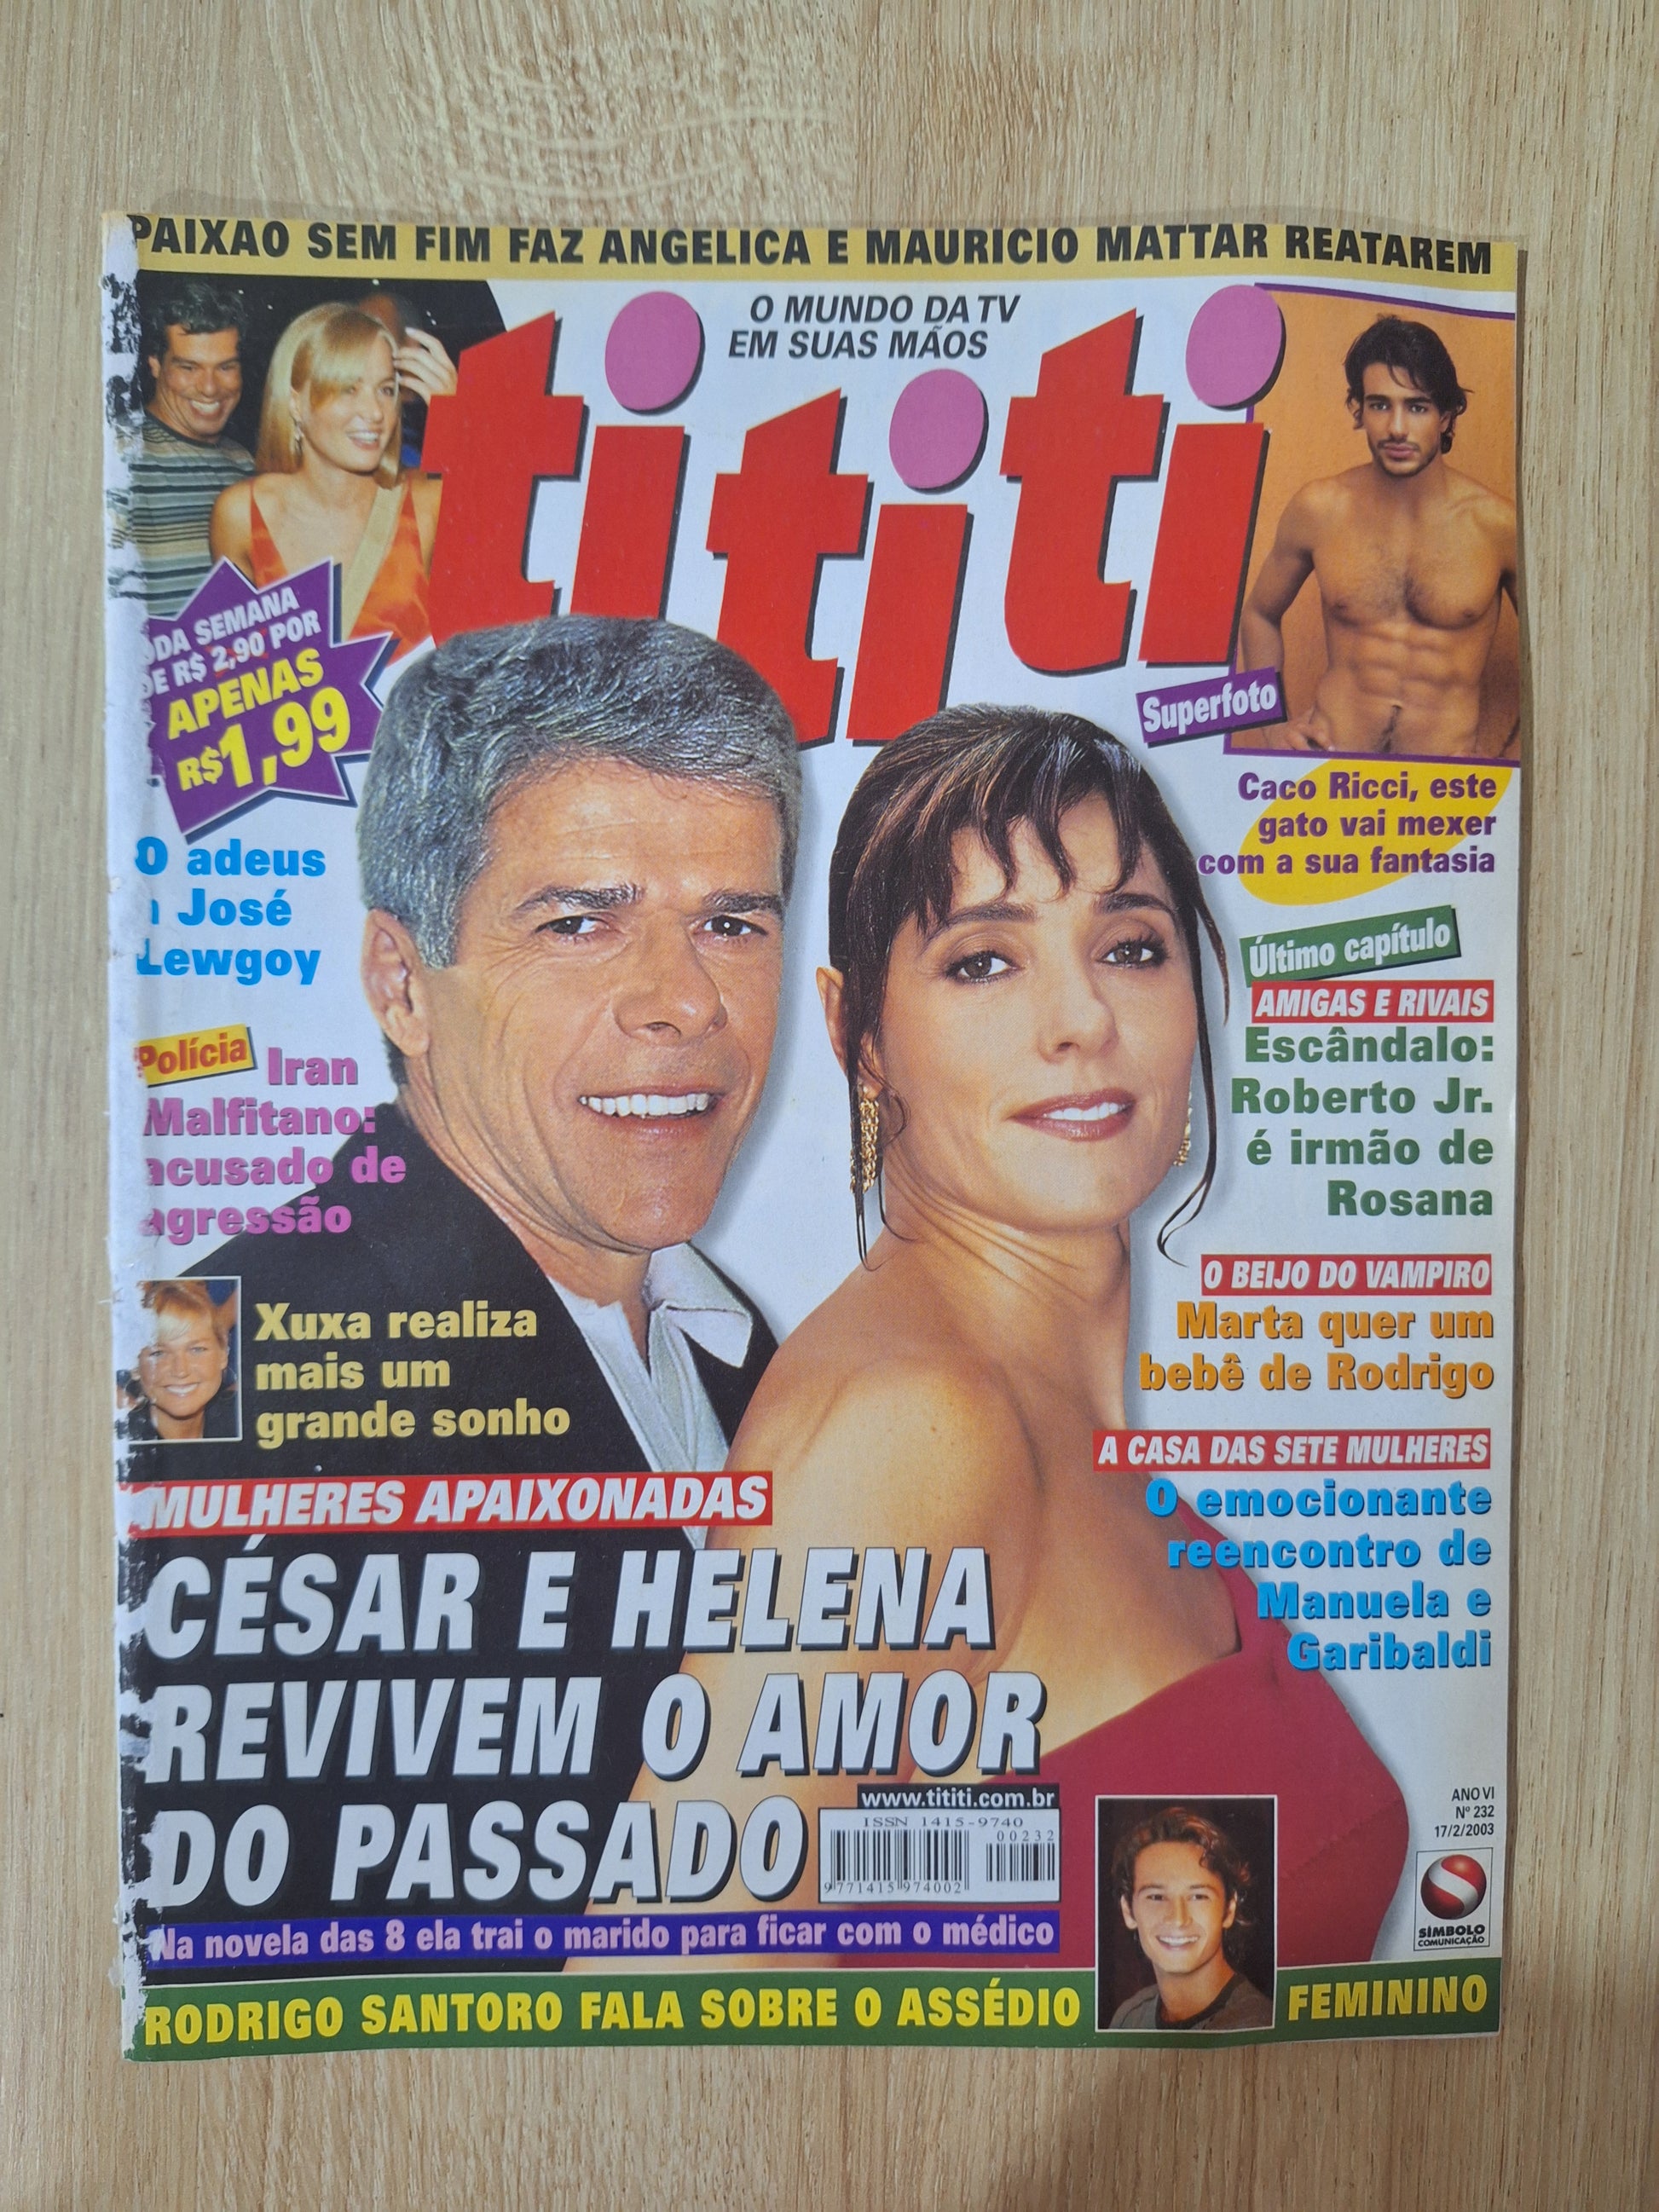 PAIXAO SEM FIM FAZ ANGELICA E MAURICIO MATTAR REATAREM
O MUNDO DA TV
EM SUAS MÃOS
tititi
SEMANA
DE R$ 2,90 POR
APENAS
R$1,99
Superfoto
Caco Ricci, este
gato vai mexer
com a sua fantasia
O adeus
José
Lewgoy
Polícia
Iran
Malfitano:
acusado de
agressão
Xuxa realiza
mais um
grande sonho
Último capítulo
AMIGAS E RIVAIS
Escândalo:
Roberto Jr.
é irmão de
Rosana
O BEIJO DO VAMPIRO
Marta quer um
bebê de Rodrigo
A CASA DAS SETE MULHERES
O emocionante
reencontro de
Manuela e
Garibaldi
MULHERES APAIXONADAS
CÉSAR E HELENA
REVIVEM O AMOR
DO PASSADO
www.tititi.com.br
ISSN 1415-9740
00232
9771415974002
Na novela das 8 ela trai o marido para ficar com o médico
ANO VI
Nº 232
17/2/2003
SÍMBOLO
COMUNICAÇÃO
RODRIGO SANTORO FALA SOBRE O ASSÉDIO FEMININO